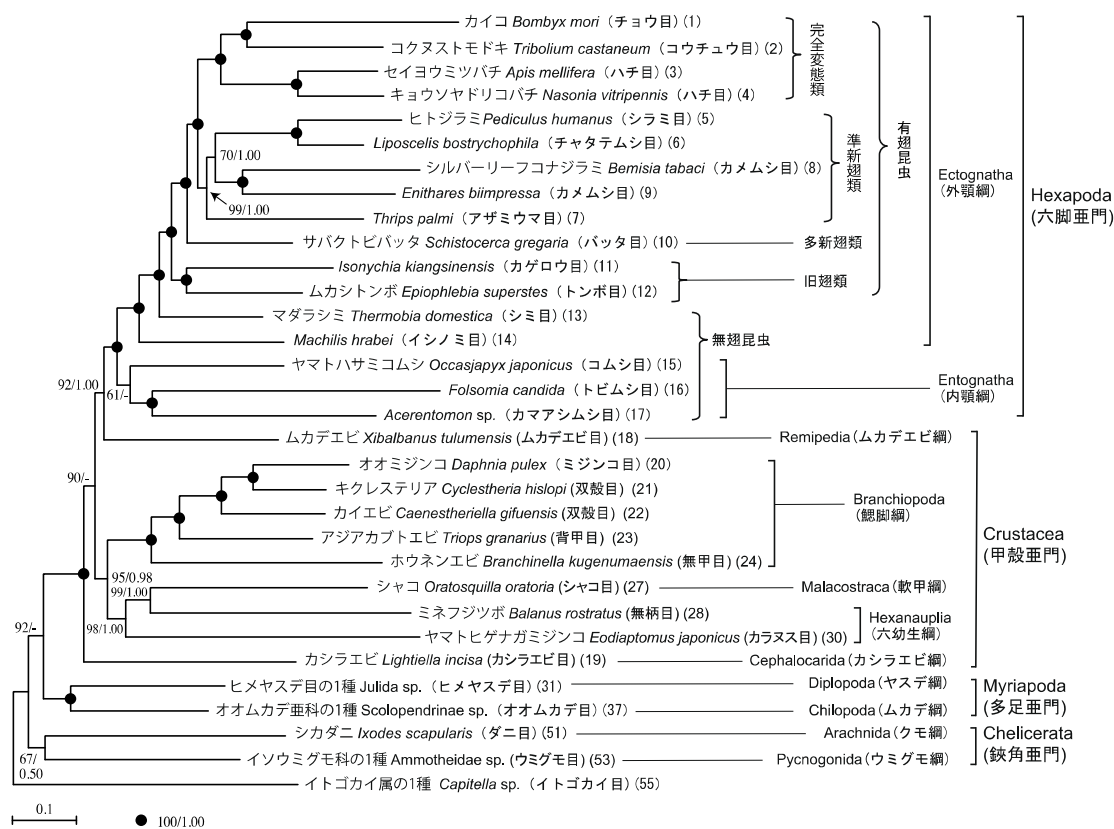 カイコ Bombyx mori (チョウ目) (1)
コクヌストモドキ Tribolium castaneum (コウチュウ目) (2)
セイヨウミツバチ Apis mellifera (ハチ目) (3)
キョウソヤドリコバチ Nasonia vitripennis (ハチ目) (4)
完全変態類
ヒトジラミ Pediculus humanus (シラミ目) (5)
Liposcelis bostrychophila (チャタテムシ目) (6)
70/1.00
シルバーリーフコナジラミ Bemisia tabaci (カメムシ目) (8)
Enithares biimpressa (カメムシ目) (9)
99/1.00
Thrips palmi (アザミウマ目) (7)
準新翅類
有翅昆虫
Ectognatha
(外顎綱)
Hexapoda
(六脚亜門)
サバクトビバッタ Schistocerca gregaria (バッタ目) (10)
多新翅類
Isonychia kiangsinensis (カゲロウ目) (11)
ムカシトンボ Epiophlebia superstes (トンボ目) (12)
旧翅類
マダラシミ Thermobia domestica (シミ目) (13)
Machilis hrabei (イシノミ目) (14)
無翅昆虫
ヤマトハサミコムシ Occasjapyx japonicus (コムシ目) (15)
92/1.00
61/-
Folsomia candida (トビムシ目) (16)
Acerentomon sp. (カマアシムシ目) (17)
Entognatha
(内顎綱)
ムカデエビ Xibalbanus tulumensis (ムカデエビ目) (18)
Remipedia (ムカデエビ綱)
オオミジンコ Daphnia pulex (ミジンコ目) (20)
90/-
キクレステリア Cyclestheria hislopi (双殻目) (21)
カイエビ Caenestheriella gifuensis (双殻目) (22)
アジアカブトエビ Triops granarius (背甲目) (23)
ホウネンエビ Branchinella kugenumaensis (無甲目) (24)
Branchiopoda
(鰓脚綱)
Crustacea
(甲殻亜門)
95/0.98
99/1.00
シャコ Oratosquilla oratoria (シャコ目) (27)
Malacostraca (軟甲綱)
ミネフジツボ Balanus rostratus (無柄目) (28)
98/1.00
ヤマトヒゲナガミジンコ Eodiaptomus japonicus (カラヌス目) (30)
Hexanauplia
(六幼生綱)
92/-
カシラエビ Lightiella incisa (カシラエビ目) (19)
Cephalocarida (カシラエビ綱)
ヒメヤスデ目の1種 Julida sp. (ヒメヤスデ目) (31)
Diplopoda (ヤスデ綱)
オオムカデ亜科の1種 Scolopendrinae sp. (オオムカデ目) (37)
Chilopoda (ムカデ綱)
Myriapoda
(多足亜門)
シカダニ Ixodes scapularis (ダニ目) (51)
Arachnida (クモ綱)
67/
0.50
イソウミグモ科の1種 Ammotheidae sp. (ウミグモ目) (53)
Pycnogonida (ウミグモ綱)
Chelicerata
(鋏角亜門)
イトゴカイ属の1種 Capitella sp. (イトゴカイ目) (55)
0.1
100/1.00